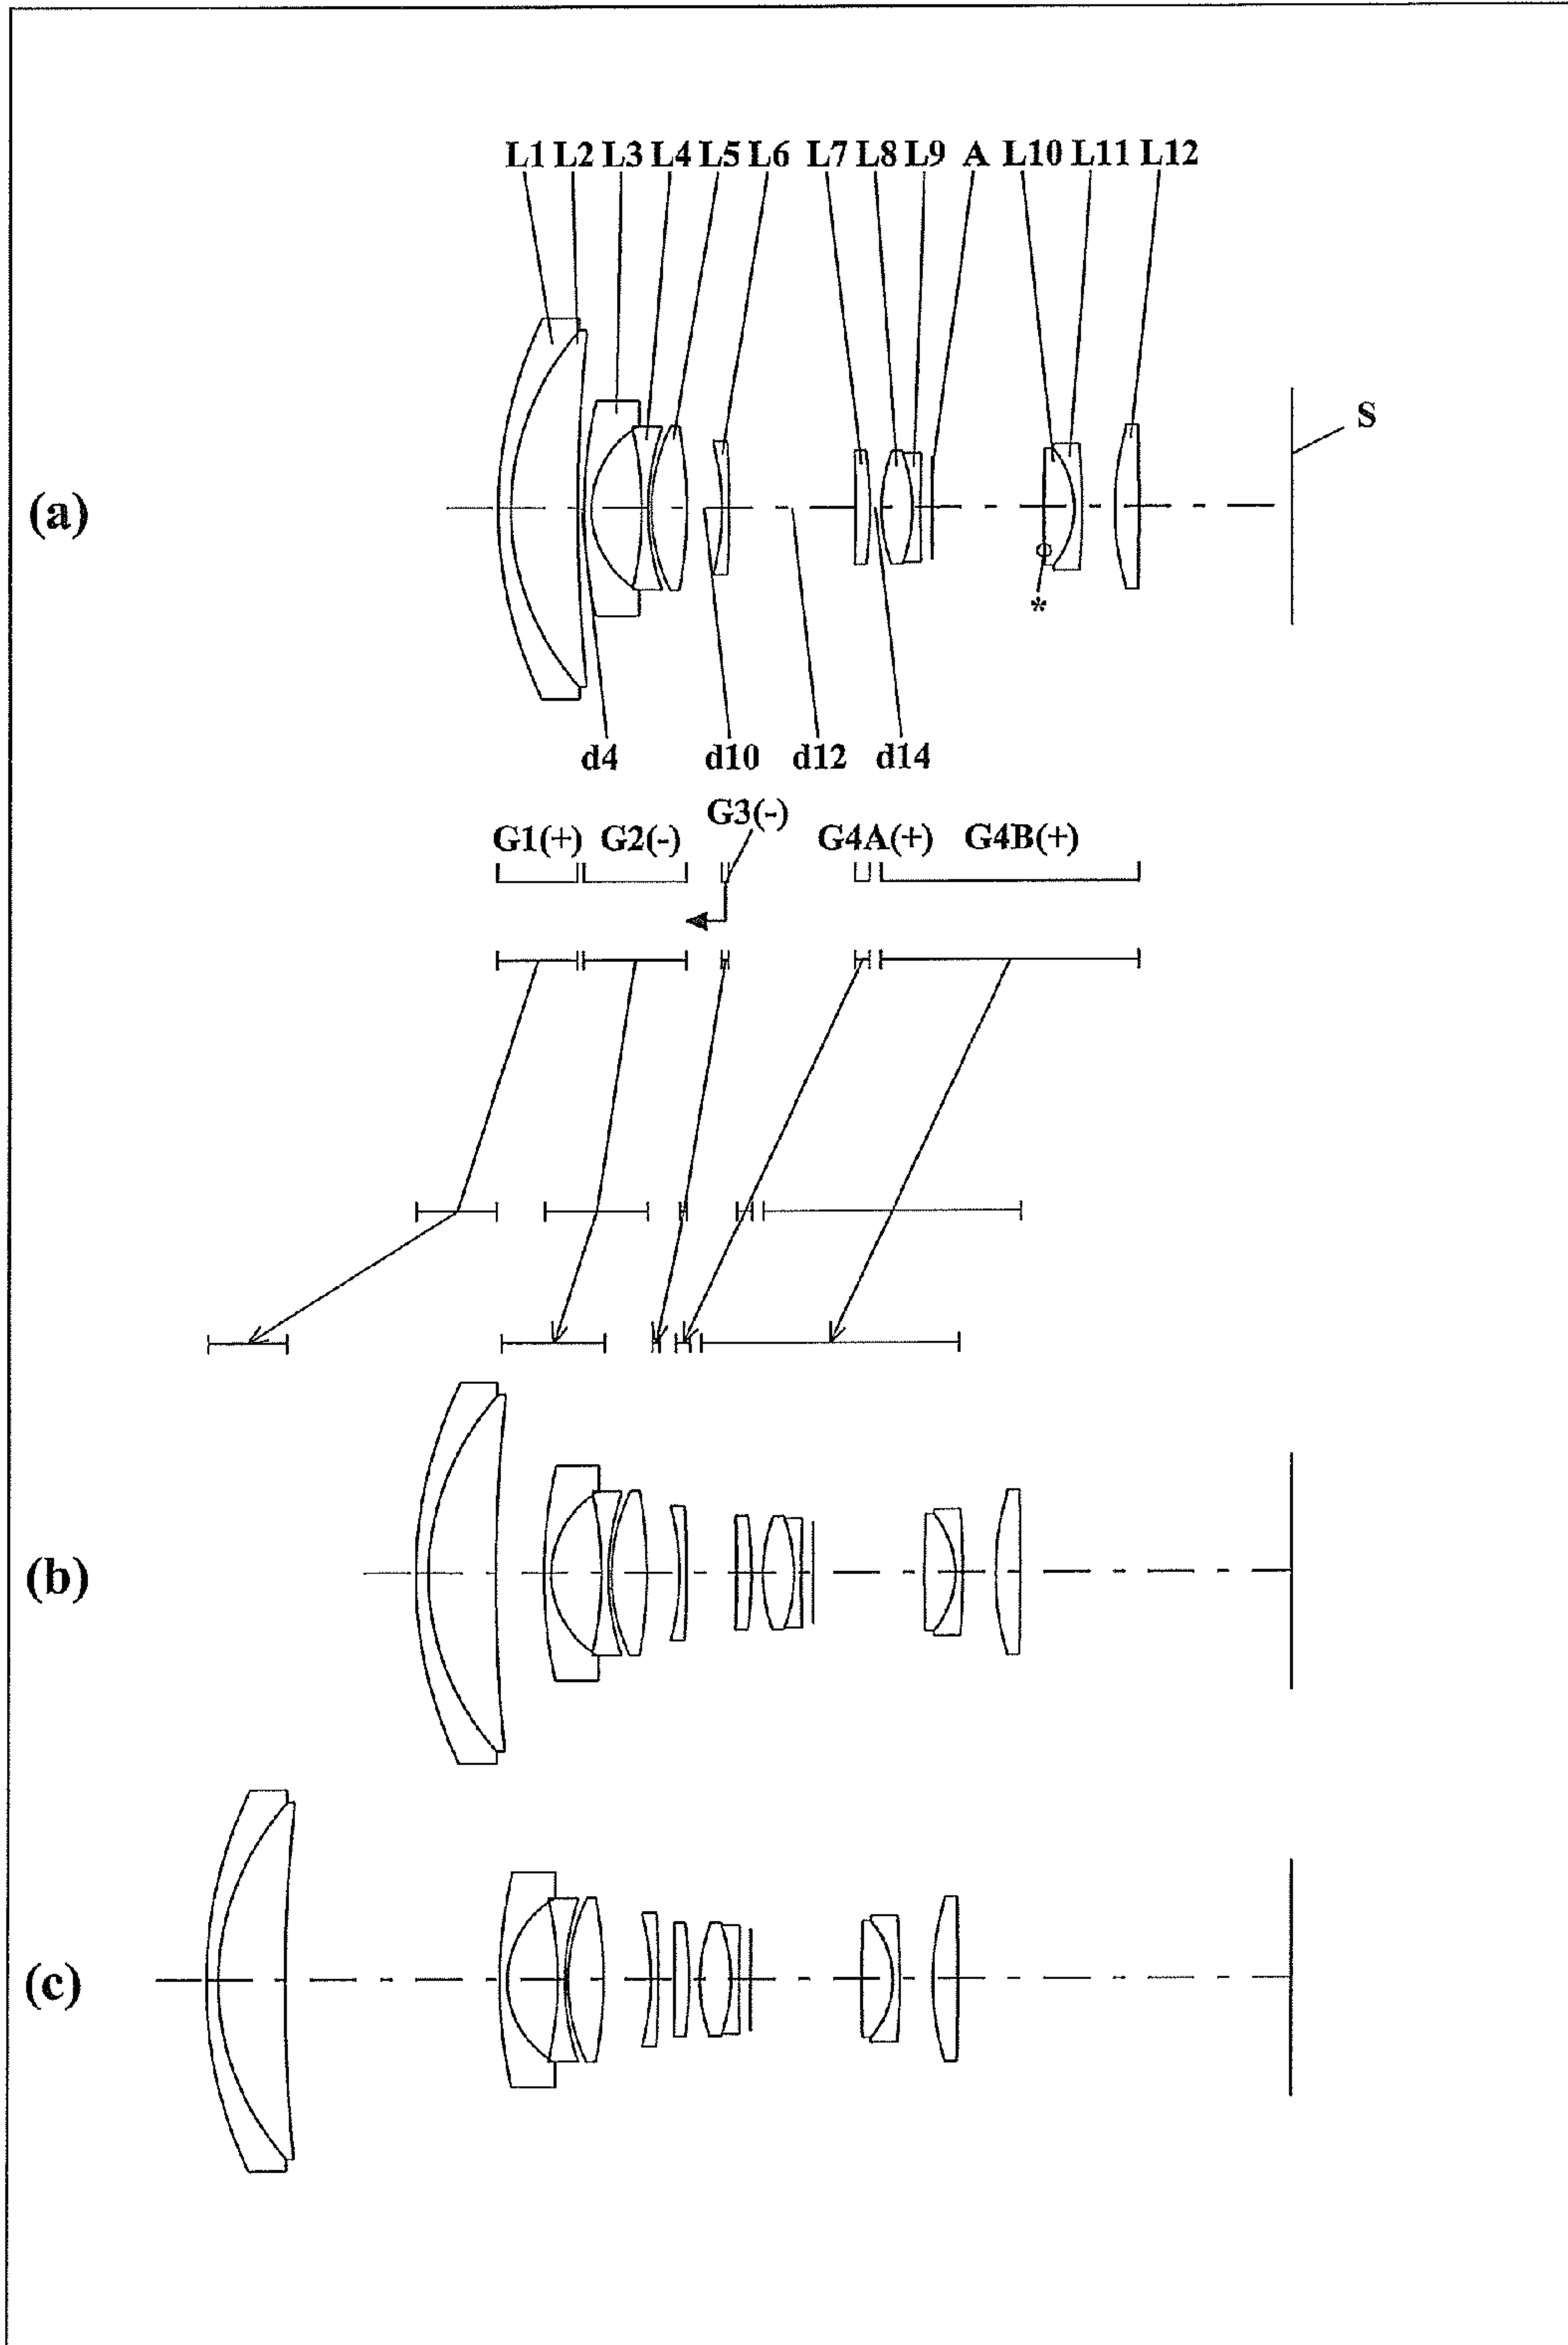 L1 L2 L3 L4 L5 L6 L7 L8 L9 A L10 L11 L12
S
(a)
*
d4 d10 d12 d14
G3(-)
G1(+) G2(-) G4A(+) G4B(+)
(b)
(c)